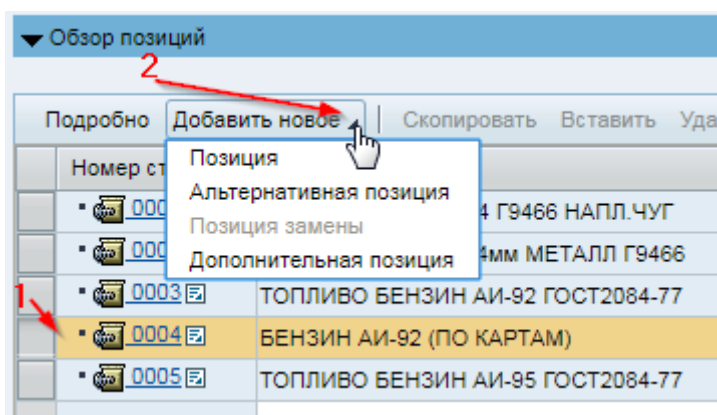 Обзор позиций
2
Подробно Добавить новое Скопировать Вставить
Позиция
Номер
Альтернативная позиция
4 Г9466 НАПЛ.ЧУГ
Позиция замены
МЕТАЛЛ Г9466
Дополнительная позиция
1
0003 ТОПЛИВО БЕНЗИН АИ-92 ГОСТ2084-77
0004 БЕНЗИН АИ-92 (ПО КАРТАМ)
0005 ТОПЛИВО БЕНЗИН АИ-95 ГОСТ2084-77